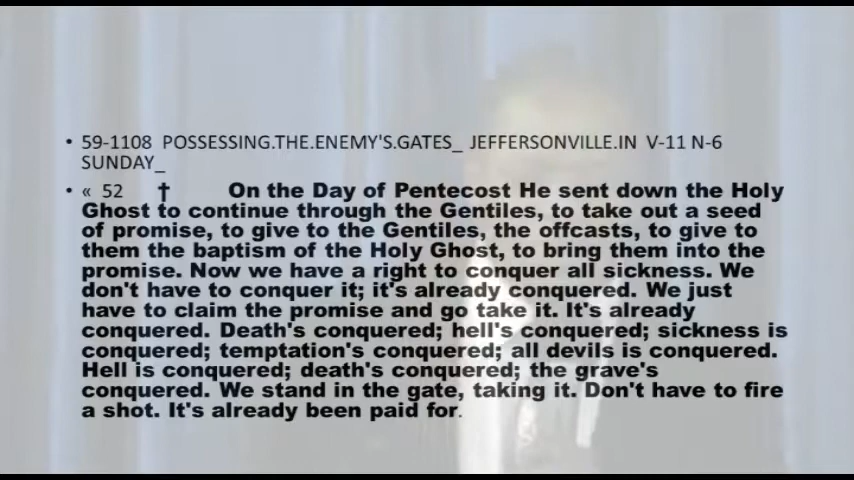 • 59-1108 POSSESSING.THE.ENEMY'S.GATES_ JEFFERSONVILLE.IN V-11 N-6
SUNDAY_
• « 52 † On the Day of Pentecost He sent down the Holy
Ghost to continue through the Gentiles, to take out a seed
of promise, to give to the Gentiles, the offcasts, to give to
them the baptism of the Holy Ghost, to bring them into the
promise. Now we have a right to conquer all sickness. We
don't have to conquer it; it's already conquered. We just
have to claim the promise and go take it. It's already
conquered. Death's conquered; hell's conquered; sickness is
conquered; temptation's conquered; all devils is conquered.
Hell is conquered; death's conquered; the grave's
conquered. We stand in the gate, taking it. Don't have to fire
a shot. It's already been paid for.